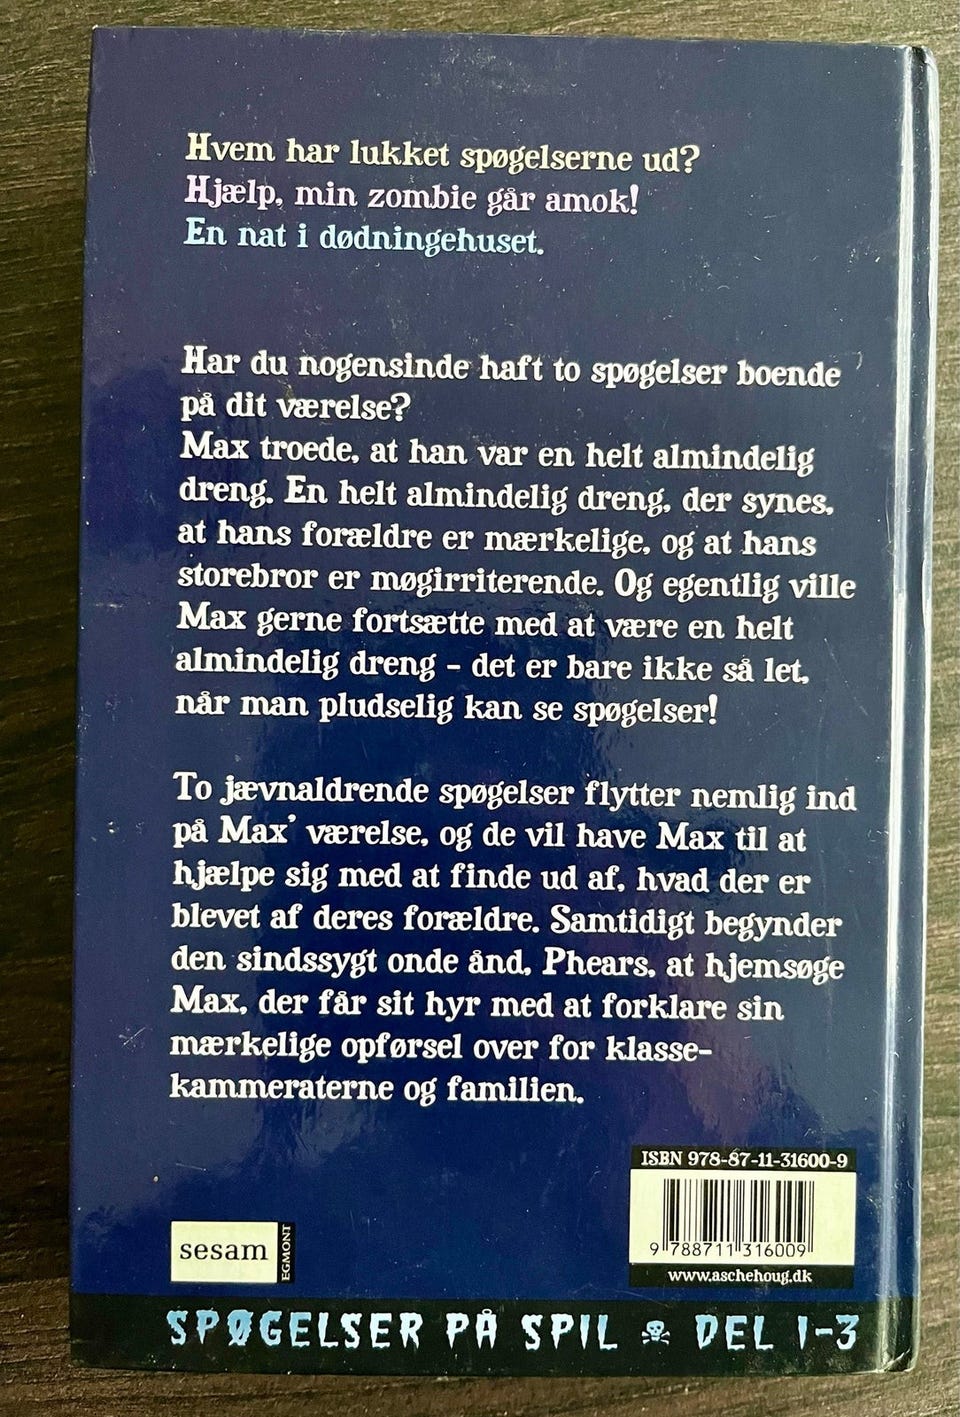 Hvem har lukket spøgelserne ud?
Hjælp, min zombie går amok!
En nat i dødningehuset.
Har du nogensinde haft to spøgelser boende
på dit værelse?
Max troede, at han var en helt almindelig
dreng. En helt almindelig dreng, der synes,
at hans forældre er mærkelige, og at hans
storebror er møgirriterende. Og egentlig ville
Max gerne fortsætte med at være en helt
almindelig dreng – det er bare ikke så let,
når man pludselig kan se spøgelser!
To jævnaldrende spøgelser flytter nemlig ind
på Max' værelse, og de vil have Max til at
hjælpe sig med at finde ud af, hvad der er
blevet af deres forældre. Samtidigt begynder
den sindssygt onde ånd, Phears, at hjemsøge
Max, der får sit hyr med at forklare sin
mærkelige opførsel over for klasse-
kammeraterne og familien.
ISBN 978-87-11-31600-9
9 788711 316009
www.aschehoug.dk
sesam
EGMONT
SPØGELSER PÅ SPIL ☠ DEL 1-3